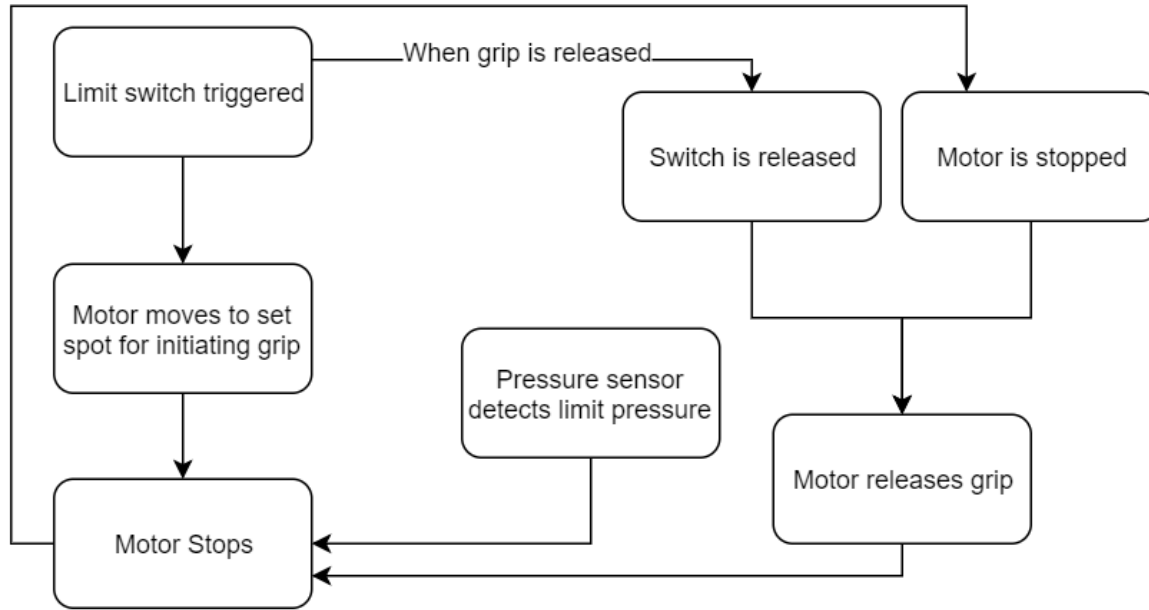 When grip is released
Limit switch triggered
Switch is released
Motor is stopped
Motor moves to set
spot for initiating grip
Pressure sensor
detects limit pressure
Motor releases grip
Motor Stops